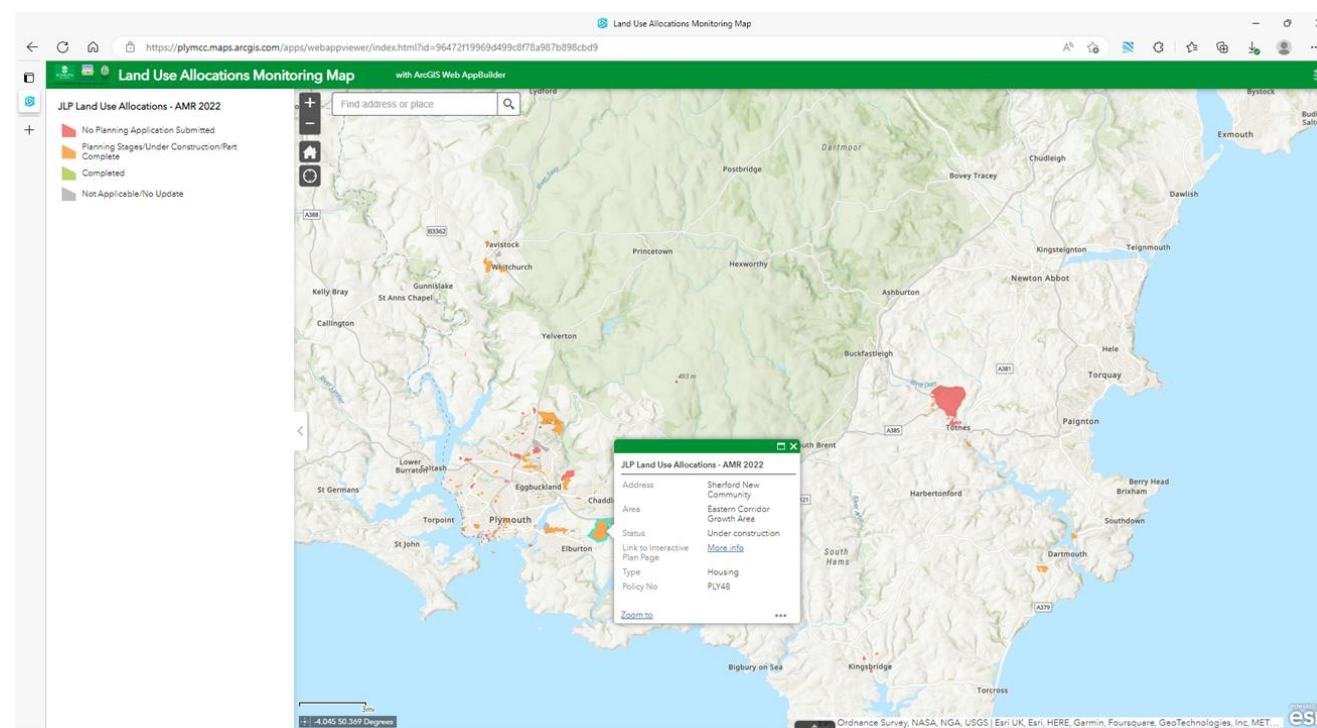 Land Use Allocations Monitoring Map
https://plymcc.maps.arcgis.com/apps/webappviewer/index.html?id=96472f19969d499c8f78a987b898cbd9
Land Use Allocations Monitoring Map
with ArcGIS Web AppBuilder
JLP Land Use Allocations - AMR 2022
No Planning Application Submitted
Planning Stages/Under Construction/Part
Complete
Completed
Not Applicable/No Update
Find address or place
Lydford
Bystock
Exmouth
Dartmoor
Chudleigh
Postbridge
Bovey Tracey
Dawlish
A388
B3362
Tavistock
Princetown
Kingsteignton
Teignmouth
Whitchurch
Hexworthy
Newton Abbot
Gunnislake
Kelly Bray
St Anns Chapel
Ashburton
Callington
Yelverton
Buckfastleigh
Hele
A381
Torquay
493 m
River Dart
Paignton
Totnes
A385
South Brent
Lower
Burraton
Saltash
St Germans
Eggbuckland
Chaddl
Harbertonford
Berry Head
Brixham
Torpoint
Plymouth
Southdown
St John
Elburton
South
Hams
Dartmouth
A379
JLP Land Use Allocations - AMR 2022
Address
Sherford New
Community
Area
Eastern Corridor
Growth Area
Status
Under construction
Link to Interactive
Plan Page
More info
Type
Housing
Policy No
PLY48
Zoom to
Bigbury on Sea
Kingsbridge
Torcross
3mi
-4.045 50.369 Degrees
Ordnance Survey, NASA, NGA, USGS | Esri UK, Esri, HERE, Garmin, Foursquare, GeoTechnologies, Inc, MET...
esri